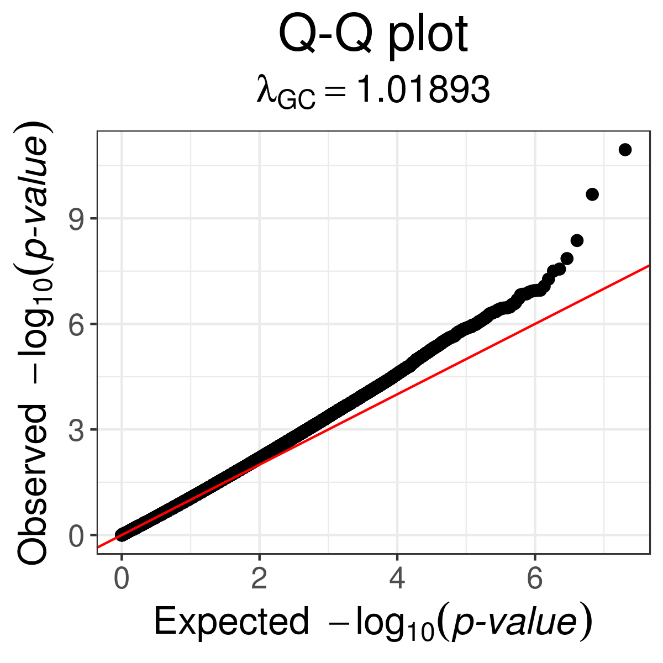 Q-Q plot
λGC = 1.01893
Observed −log10(p-value)
9
6
3
0
0 2 4 6
Expected −log10(p-value)